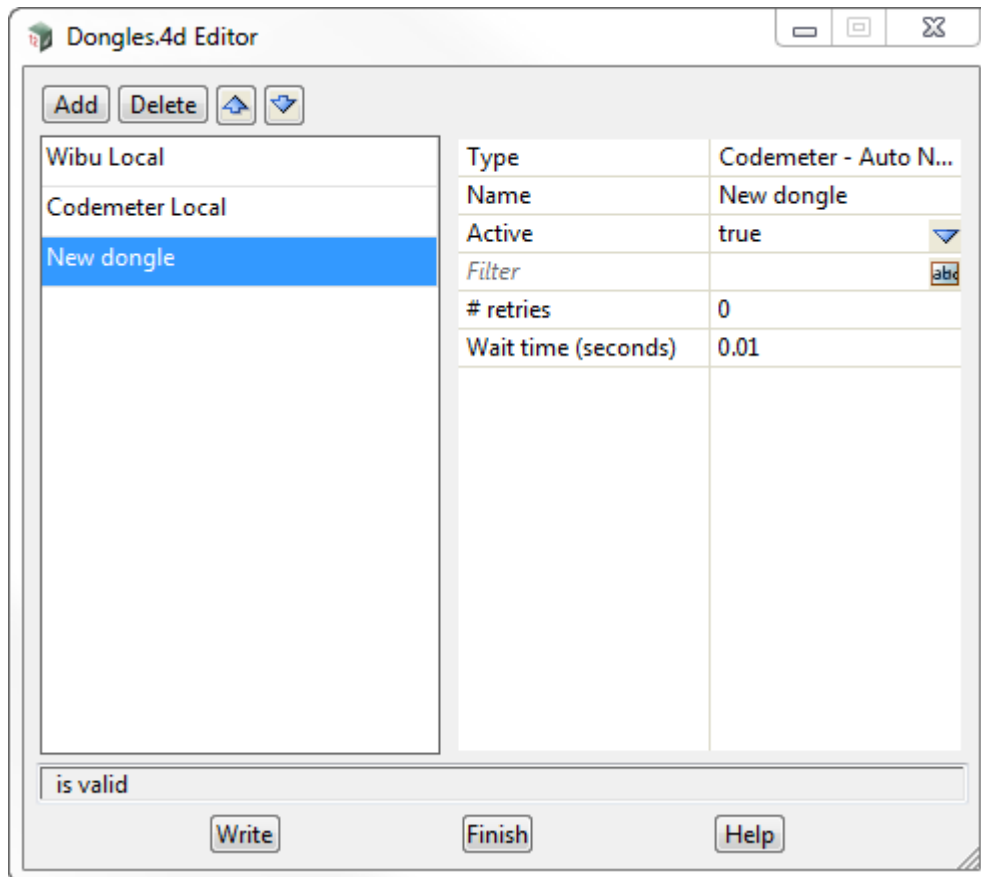 Dongles.4d Editor
Add Delete
Wibu Local
Codemeter Local
New dongle
Type Codemeter - Auto N...
Name New dongle
Active true
Filter abc
# retries 0
Wait time (seconds) 0.01
is valid
Write Finish Help